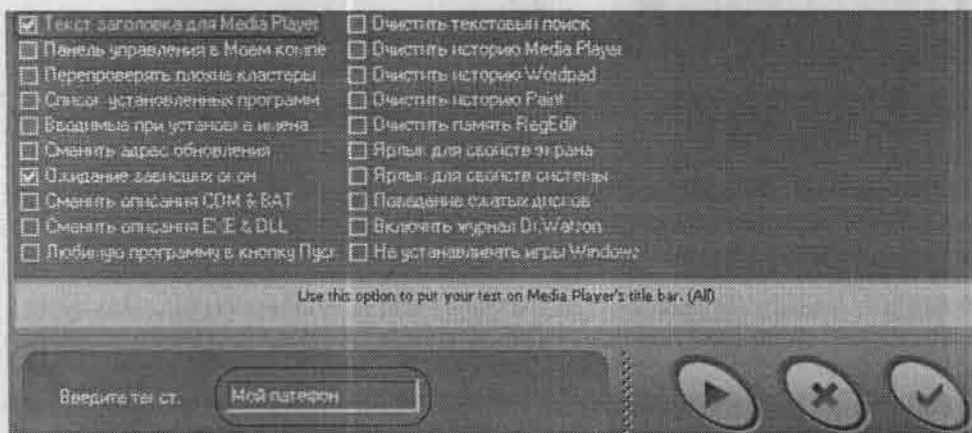 Текст заголовка для Media Player
Панель управления в Моем компе
Перепроверять плохие кластеры
Список установленных программ
Вводимые при установке имена
Сменить адрес обновления
Ожидание зависших окон
Сменить описания COM & BAT
Сменить описания EXE & DLL
Любимую программу в кнопку Пуск
Очистить текстовый поиск
Очистить историю Media Player
Очистить историю Wordpad
Очистить историю Paint
Очистить память RegEdit
Ярлык для свойств экрана
Ярлык для свойств системы
Поведение сжатых дисков
Включить журнал Dr.Watson
Не устанавливать игры Windows
Use this option to put your text on Media Player's title bar. (All)
Введите текст.
Мой патефон